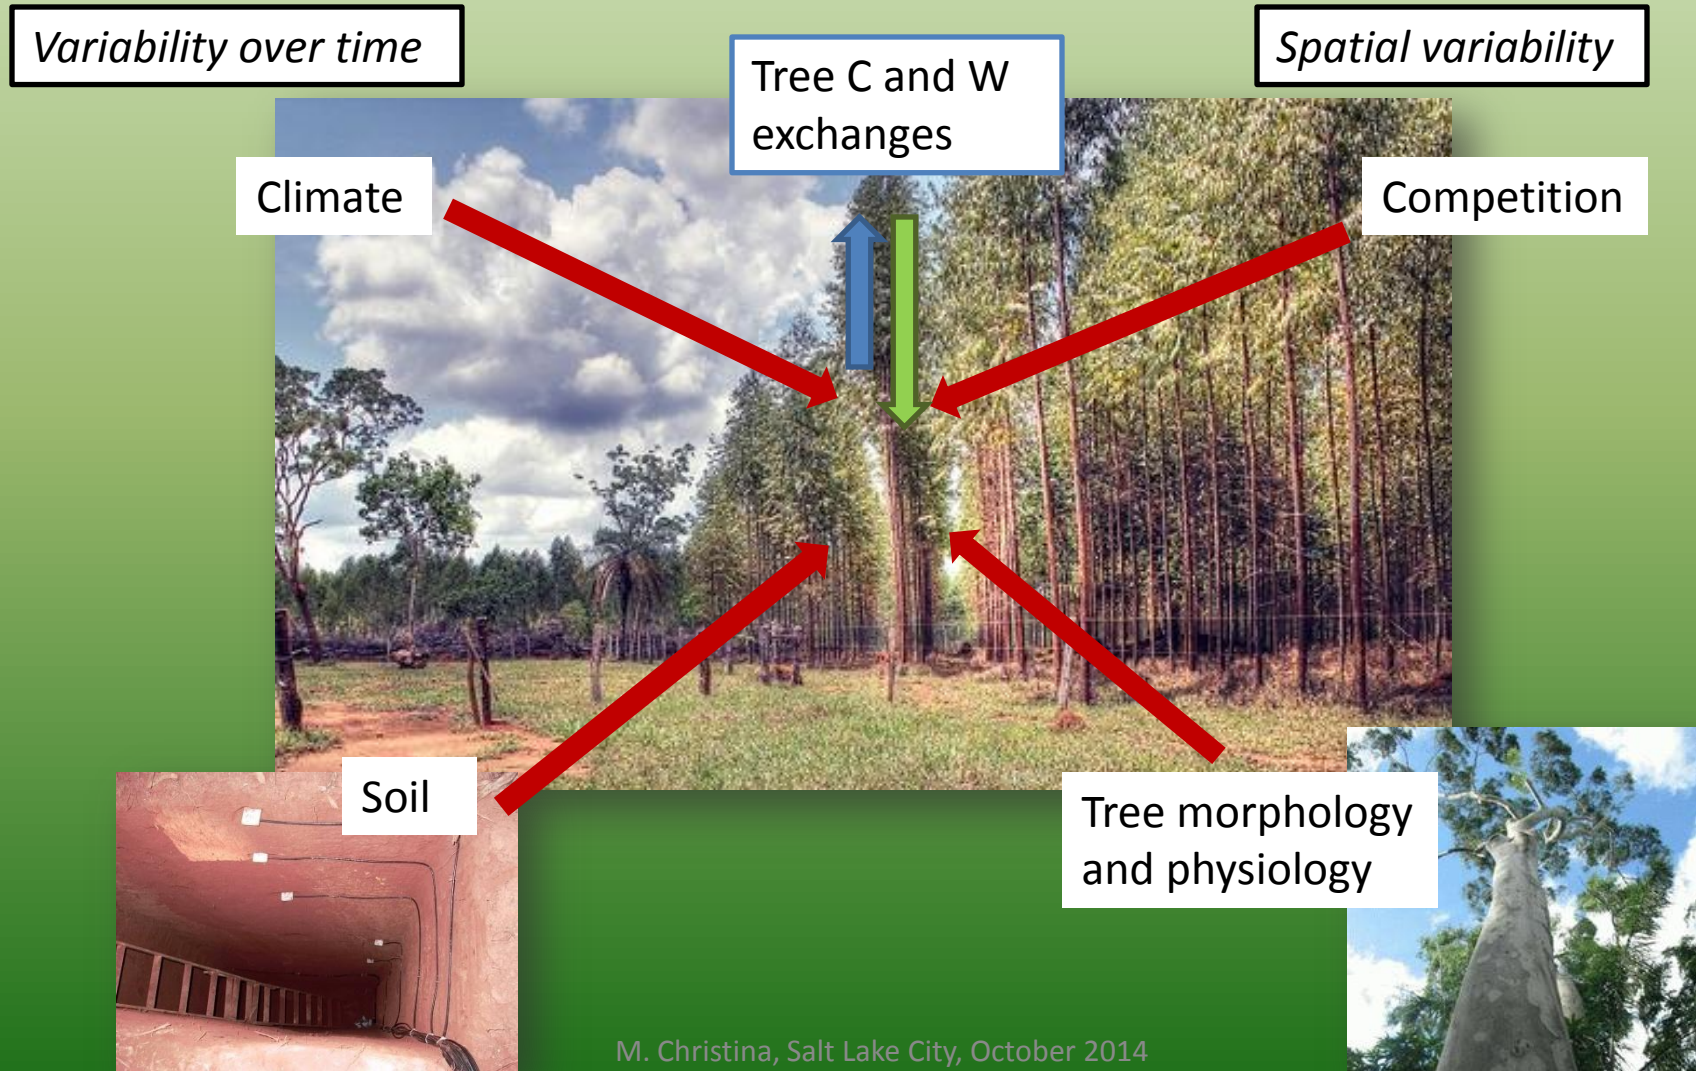 Variability over time
Spatial variability
Tree C and W
exchanges
Climate
Competition
Soil
Tree morphology
and physiology
M. Christina, Salt Lake City, October 2014